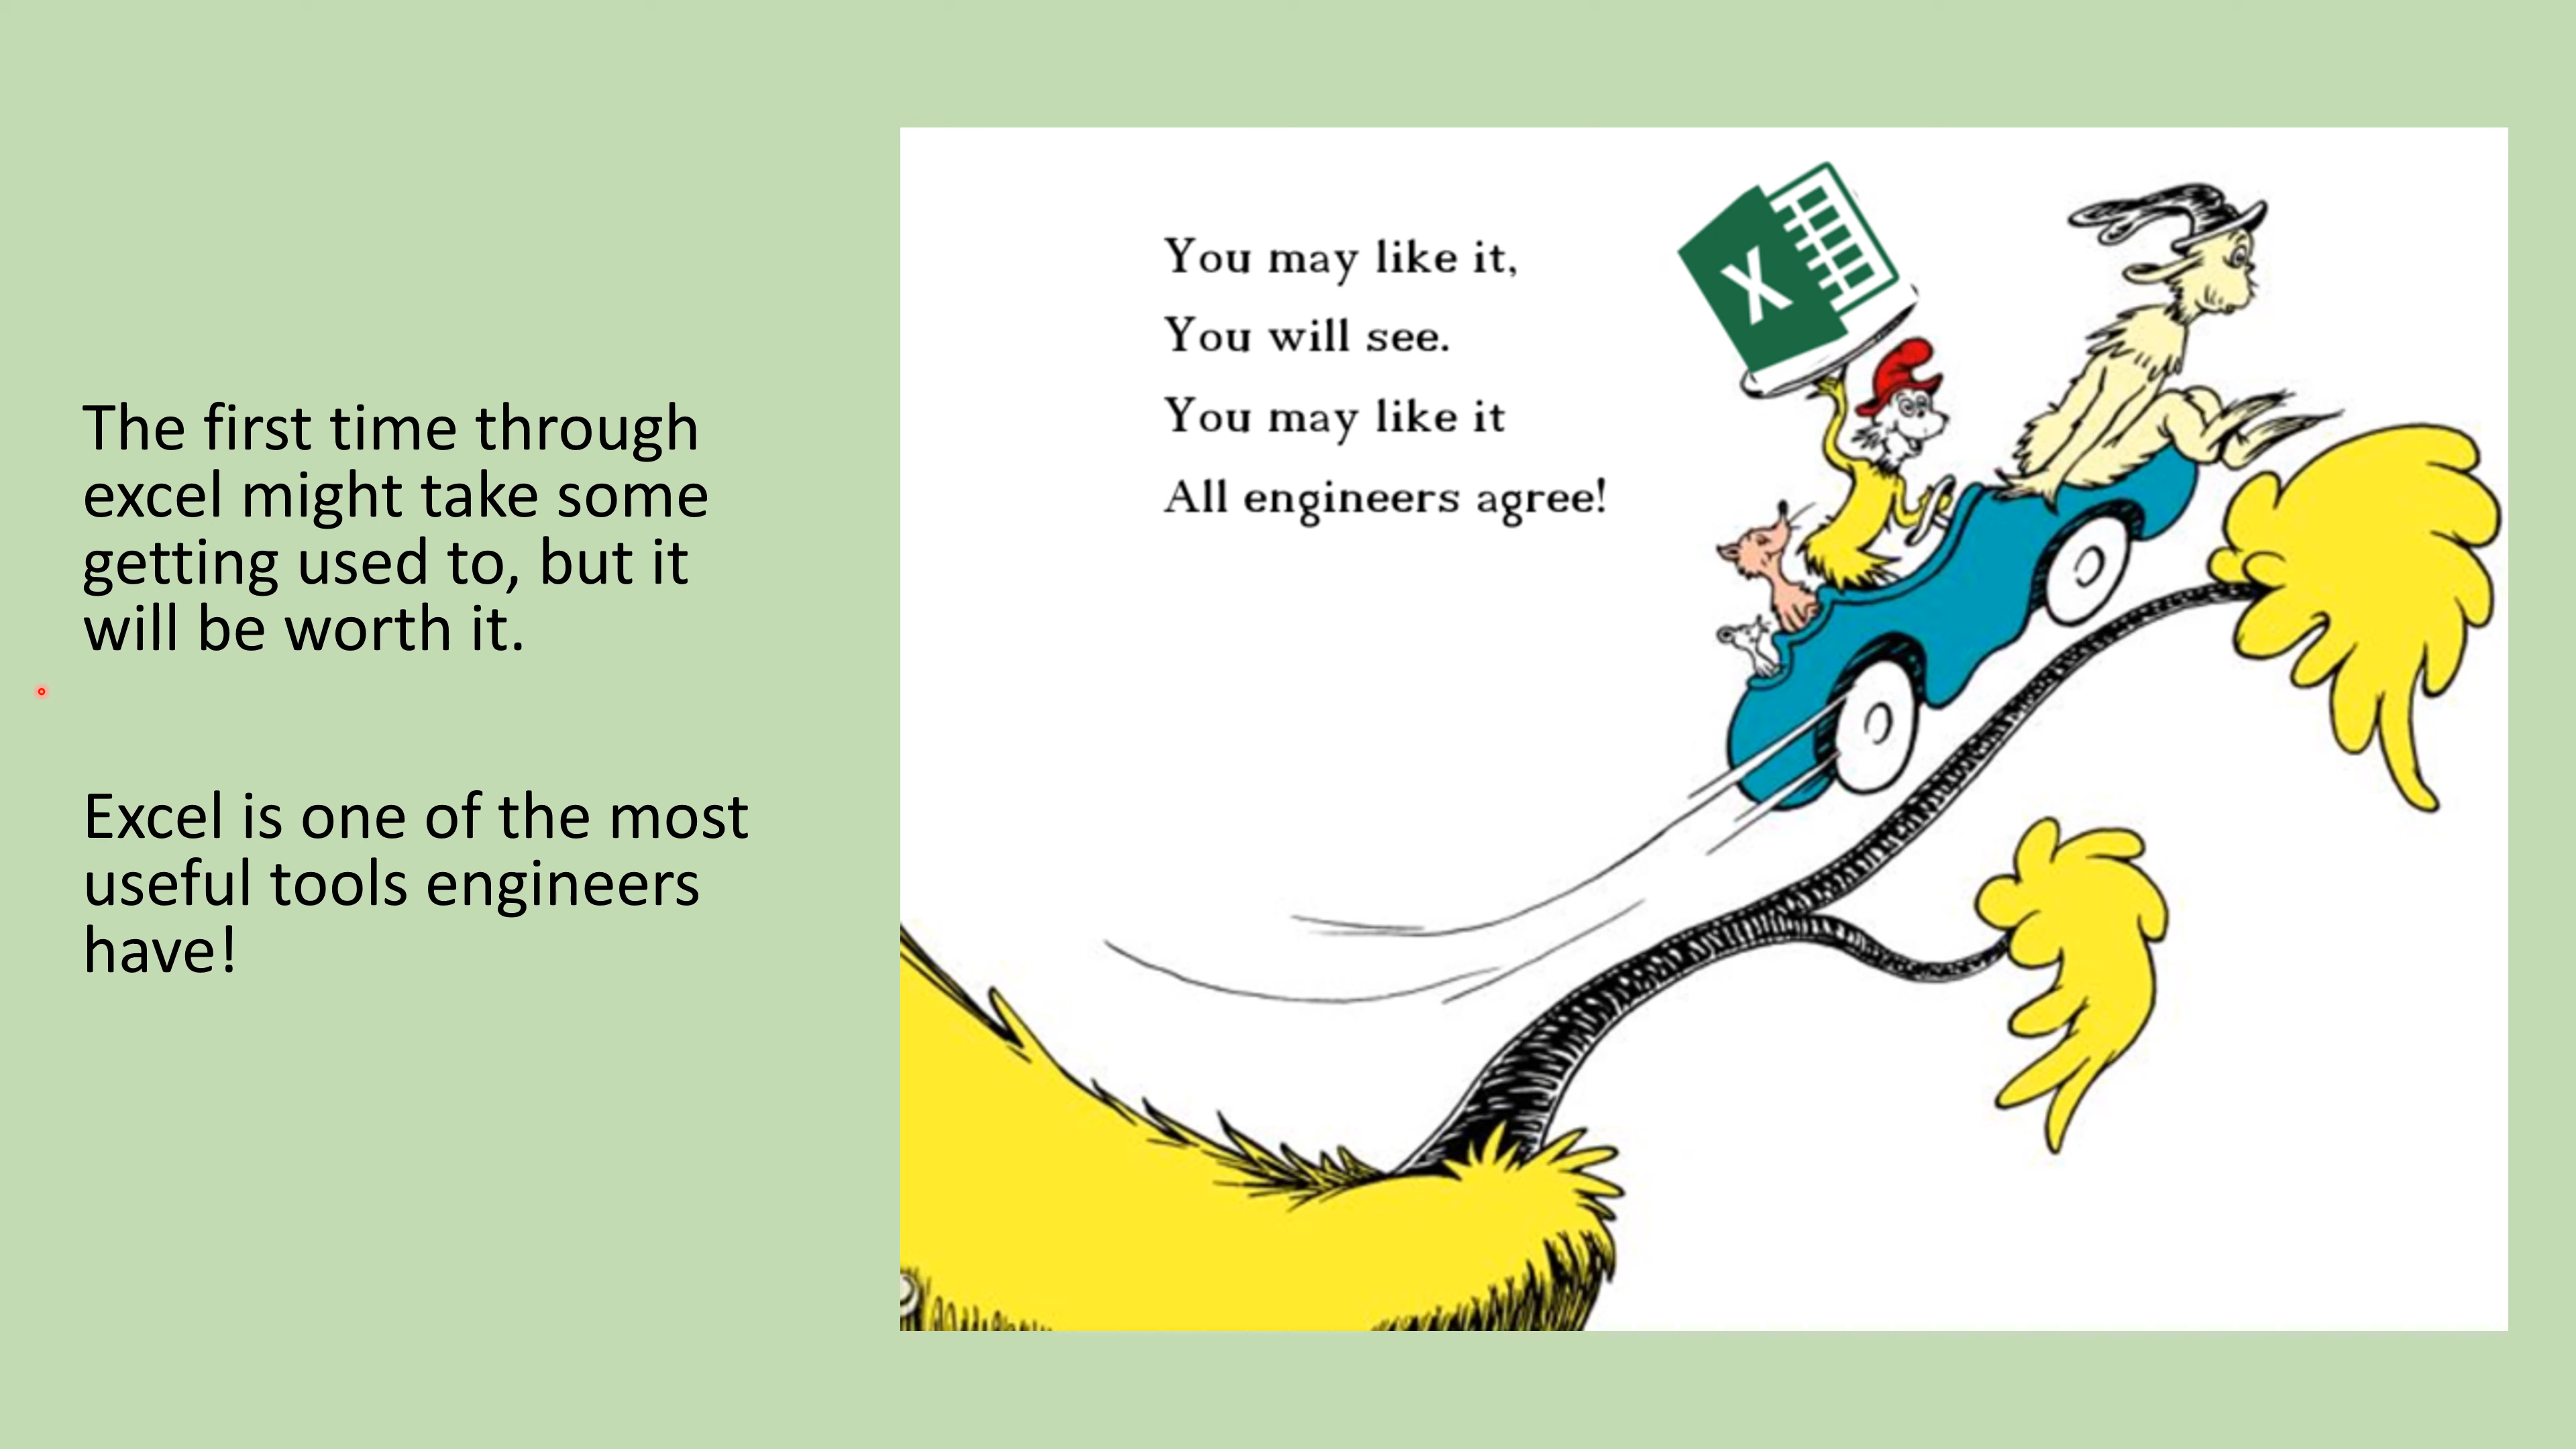 The first time through
excel might take some
getting used to, but it
will be worth it.
Excel is one of the most
useful tools engineers
have!
You may like it,
You will see.
You may like it
All engineers agree!
X